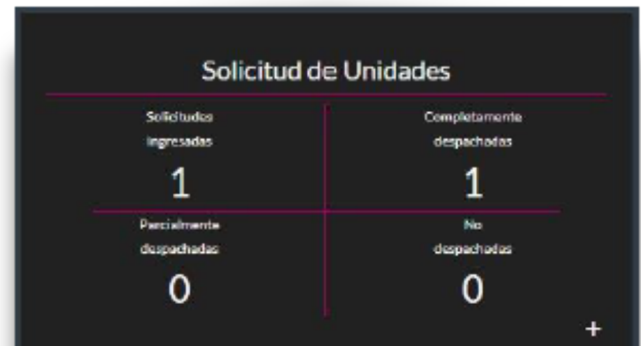 Solicitud de Unidades
Solicitudes
ingresadas
1
Completamente
despachadas
1
Parcialmente
despachadas
0
No
despachadas
0
+